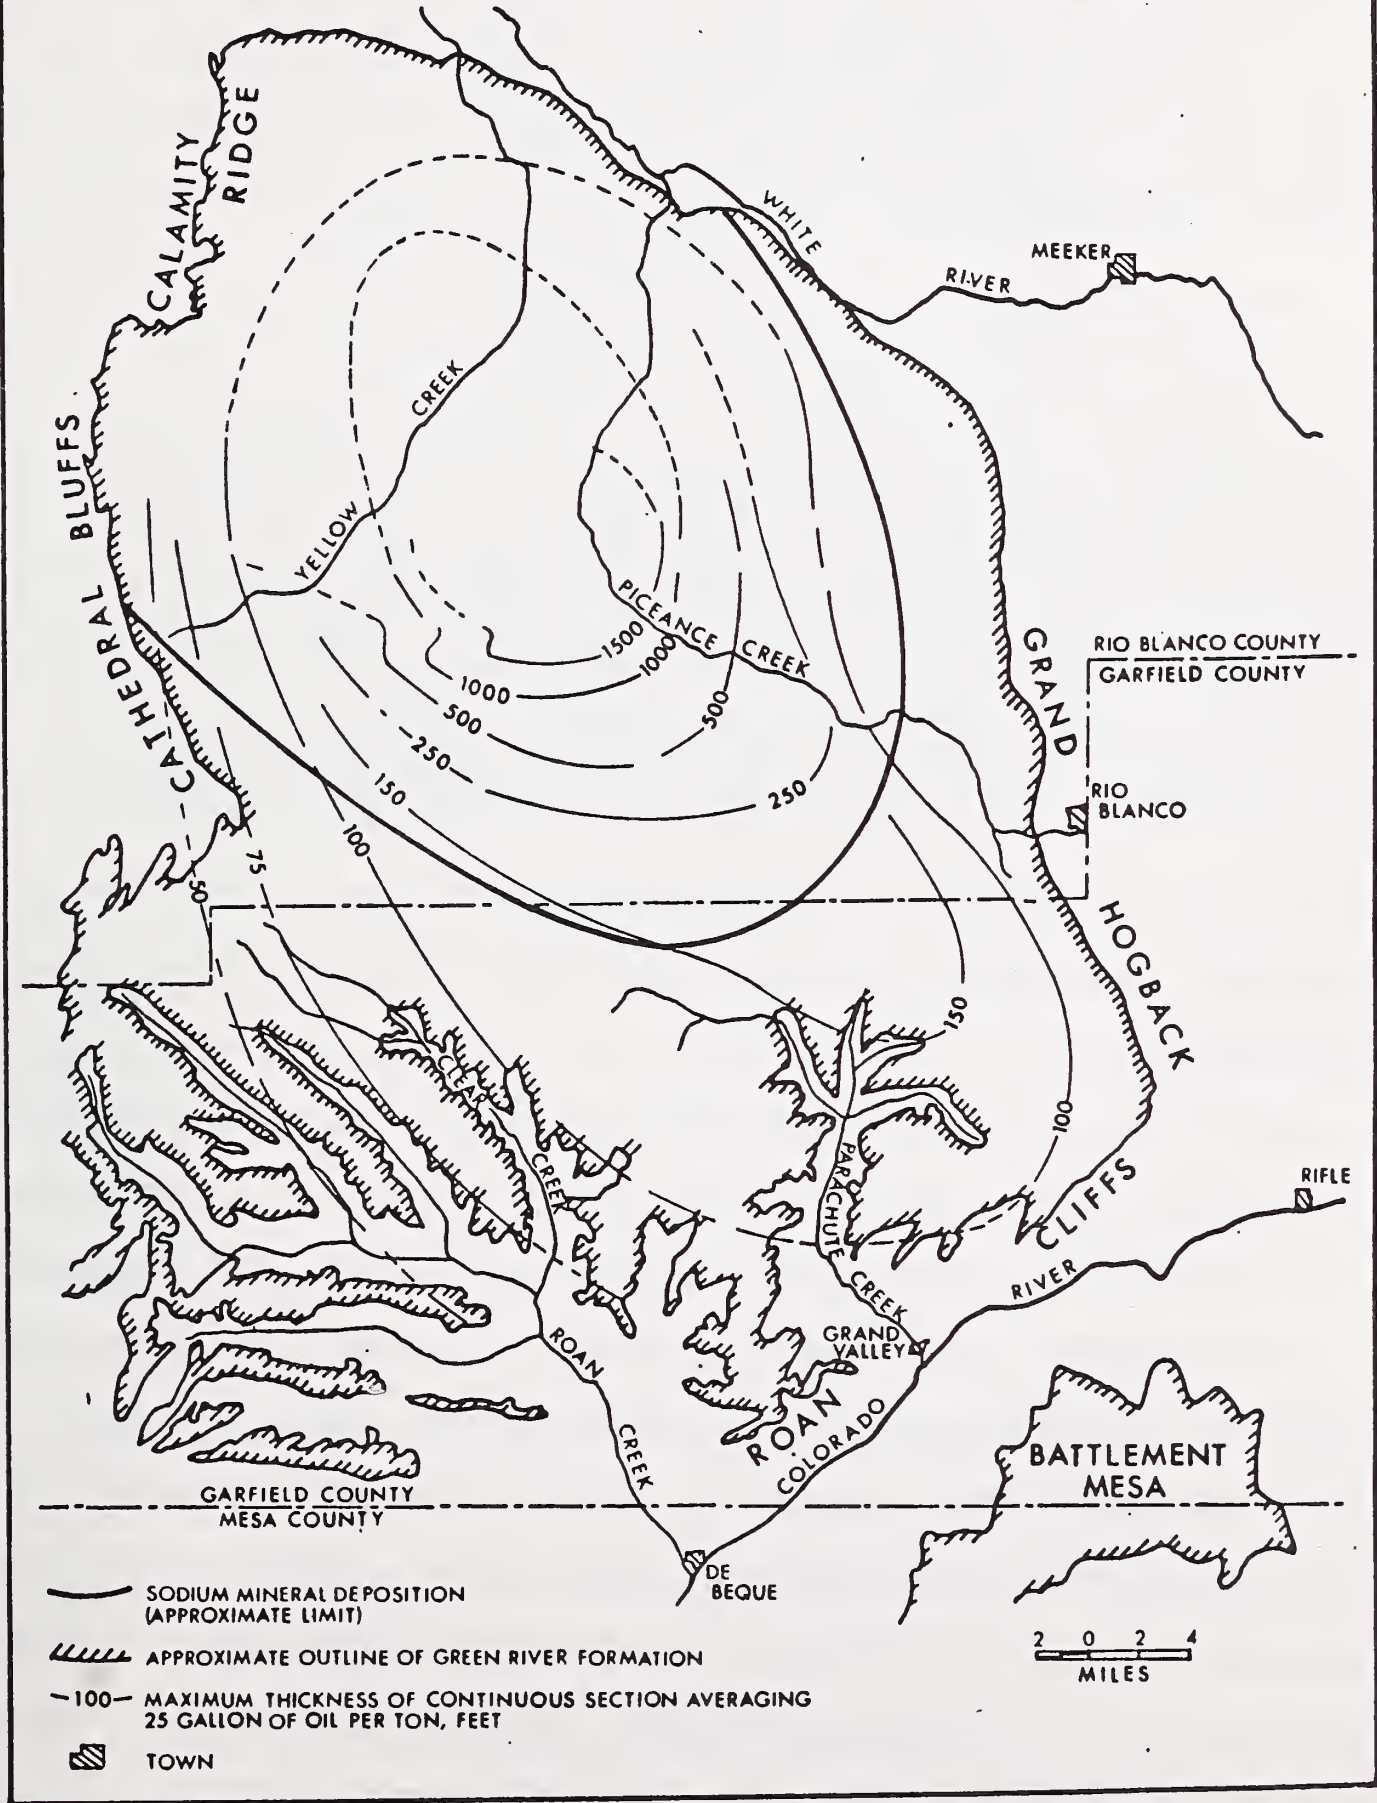 CALAMITY
RIDGE
WHITE
RIVER
MEEKER
CREEK
YELLOW
CATHEDRAL BLUFFS
PICEANCE CREEK
1500
1000
1000
500
500
250
250
150
100
75
50
GRAND
HOGBACK
RIO BLANCO COUNTY
GARFIELD COUNTY
RIO
BLANCO
150
100
CLEAR
CREEK
PARACHUTE
CREEK
CLIFFS
RIFLE
RIVER
GRAND
VALLEY
ROAN
CREEK
ROAN
COLORADO
BATTLEMENT
MESA
GARFIELD COUNTY
MESA COUNTY
DE
BEQUE
SODIUM MINERAL DEPOSITION
(APPROXIMATE LIMIT)
APPROXIMATE OUTLINE OF GREEN RIVER FORMATION
–100– MAXIMUM THICKNESS OF CONTINUOUS SECTION AVERAGING
25 GALLON OF OIL PER TON, FEET
TOWN
2 0 2 4
MILES